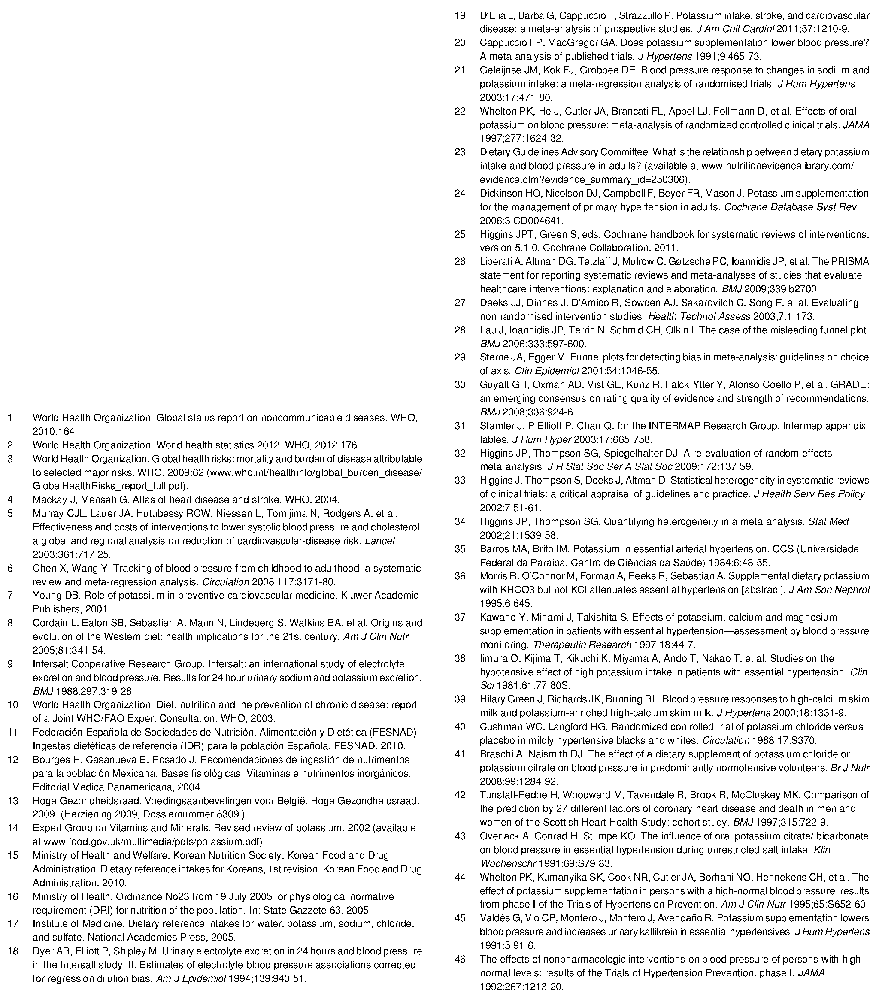 1 World Health Organization. Global status report on noncommunicable diseases. WHO,
2010:164.
2 World Health Organization. World health statistics 2012. WHO, 2012:176.
3 World Health Organization. Global health risks: mortality and burden of disease attributable
to selected major risks. WHO, 2009:62 (www.who.int/healthinfo/global_burden_disease/
GlobalHealthRisks_report_full.pdf).
4 Mackay J, Mensah G. Atlas of heart disease and stroke. WHO, 2004.
5 Murray CJL, Lauer JA, Hutubessy RCW, Niessen L, Tomijima N, Rodgers A, et al.
Effectiveness and costs of interventions to lower systolic blood pressure and cholesterol:
a global and regional analysis on reduction of cardiovascular-disease risk. Lancet
2003;361:717-25.
6 Chen X, Wang Y. Tracking of blood pressure from childhood to adulthood: a systematic
review and meta-regression analysis. Circulation 2008;117:3171-80.
7 Young DB. Role of potassium in preventive cardiovascular medicine. Kluwer Academic
Publishers, 2001.
8 Cordain L, Eaton SB, Sebastian A, Mann N, Lindeberg S, Watkins BA, et al. Origins and
evolution of the Western diet: health implications for the 21st century. Am J Clin Nutr
2005;81:341-54.
9 Intersalt Cooperative Research Group. Intersalt: an international study of electrolyte
excretion and blood pressure. Results for 24 hour urinary sodium and potassium excretion.
BMJ 1988;297:319-28.
10 World Health Organization. Diet, nutrition and the prevention of chronic disease: report
of a Joint WHO/FAO Expert Consultation. WHO, 2003.
11 Federación Española de Sociedades de Nutrición, Alimentación y Dietética (FESNAD).
Ingestas dietéticas de referencia (IDR) para la población Española. FESNAD, 2010.
12 Bourges H, Casanueva E, Rosado J. Recomendaciones de ingestión de nutrimentos
para la población Mexicana. Bases fisiológicas. Vitaminas e nutrimentos inorgánicos.
Editorial Medica Panamericana, 2004.
13 Hoge Gezondheidsraad. Voedingsaanbevelingen voor België. Hoge Gezondheidsraad,
2009. (Herziening 2009, Dossiernummer 8309.)
14 Expert Group on Vitamins and Minerals. Revised review of potassium. 2002 (available
at www.food.gov.uk/multimedia/pdfs/potassium.pdf).
15 Ministry of Health and Welfare, Korean Nutrition Society, Korean Food and Drug
Administration. Dietary reference intakes for Koreans, 1st revision. Korean Food and Drug
Administration, 2010.
16 Ministry of Health. Ordinance No23 from 19 July 2005 for physiological normative
requirement (DRI) for nutrition of the population. In: State Gazzete 63. 2005.
17 Institute of Medicine. Dietary reference intakes for water, potassium, sodium, chloride,
and sulfate. National Academies Press, 2005.
18 Dyer AR, Elliott P, Shipley M. Urinary electrolyte excretion in 24 hours and blood pressure
in the Intersalt study. II. Estimates of electrolyte blood pressure associations corrected
for regression dilution bias. Am J Epidemiol 1994;139:940-51.
19 D'Elia L, Barba G, Cappuccio F, Strazzullo P. Potassium intake, stroke, and cardiovascular
disease: a meta-analysis of prospective studies. J Am Coll Cardiol 2011;57:1210-9.
20 Cappuccio FP, MacGregor GA. Does potassium supplementation lower blood pressure?
A meta-analysis of published trials. J Hypertens 1991;9:465-73.
21 Geleijnse JM, Kok FJ, Grobbee DE. Blood pressure response to changes in sodium and
potassium intake: a meta-regression analysis of randomised trials. J Hum Hypertens
2003;17:471-80.
22 Whelton PK, He J, Cutler JA, Brancati FL, Appel LJ, Follmann D, et al. Effects of oral
potassium on blood pressure: meta-analysis of randomized controlled clinical trials. JAMA
1997;277:1624-32.
23 Dietary Guidelines Advisory Committee. What is the relationship between dietary potassium
intake and blood pressure in adults? (available at www.nutritionevidencelibrary.com/
evidence.cfm?evidence_summary_id=250306).
24 Dickinson HO, Nicolson DJ, Campbell F, Beyer FR, Mason J. Potassium supplementation
for the management of primary hypertension in adults. Cochrane Database Syst Rev
2006;3:CD004641.
25 Higgins JPT, Green S, eds. Cochrane handbook for systematic reviews of interventions,
version 5.1.0. Cochrane Collaboration, 2011.
26 Liberati A, Altman DG, Tetzlaff J, Mulrow C, Gøtzsche PC, Ioannidis JP, et al. The PRISMA
statement for reporting systematic reviews and meta-analyses of studies that evaluate
healthcare interventions: explanation and elaboration. BMJ 2009;339:b2700.
27 Deeks JJ, Dinnes J, D'Amico R, Sowden AJ, Sakarovitch C, Song F, et al. Evaluating
non-randomised intervention studies. Health Technol Assess 2003;7:1-173.
28 Lau J, Ioannidis JP, Terrin N, Schmid CH, Olkin I. The case of the misleading funnel plot.
BMJ 2006;333:597-600.
29 Sterne JA, Egger M. Funnel plots for detecting bias in meta-analysis: guidelines on choice
of axis. Clin Epidemiol 2001;54:1046-55.
30 Guyatt GH, Oxman AD, Vist GE, Kunz R, Falck-Ytter Y, Alonso-Coello P, et al. GRADE:
an emerging consensus on rating quality of evidence and strength of recommendations.
BMJ 2008;336:924-6.
31 Stamler J, P Elliott P, Chan Q, for the INTERMAP Research Group. Intermap appendix
tables. J Hum Hyper 2003;17:665-758.
32 Higgins JP, Thompson SG, Spiegelhalter DJ. A re-evaluation of random-effects
meta-analysis. J R Stat Soc Ser A Stat Soc 2009;172:137-59.
33 Higgins J, Thompson S, Deeks J, Altman D. Statistical heterogeneity in systematic reviews
of clinical trials: a critical appraisal of guidelines and practice. J Health Serv Res Policy
2002;7:51-61.
34 Higgins JP, Thompson SG. Quantifying heterogeneity in a meta-analysis. Stat Med
2002;21:1539-58.
35 Barros MA, Brito IM. Potassium in essential arterial hypertension. CCS (Universidade
Federal da Paraiba, Centro de Ciências da Saúde) 1984;6:48-55.
36 Morris R, O'Connor M, Forman A, Peeks R, Sebastian A. Supplemental dietary potassium
with KHCO3 but not KCl attenuates essential hypertension [abstract]. J Am Soc Nephrol
1995;6:645.
37 Kawano Y, Minami J, Takishita S. Effects of potassium, calcium and magnesium
supplementation in patients with essential hypertension—assessment by blood pressure
monitoring. Therapeutic Research 1997;18:44-7.
38 Iimura O, Kijima T, Kikuchi K, Miyama A, Ando T, Nakao T, et al. Studies on the
hypotensive effect of high potassium intake in patients with essential hypertension. Clin
Sci 1981;61:77-80S.
39 Hilary Green J, Richards JK, Bunning RL. Blood pressure responses to high-calcium skim
milk and potassium-enriched high-calcium skim milk. J Hypertens 2000;18:1331-9.
40 Cushman WC, Langford HG. Randomized controlled trial of potassium chloride versus
placebo in mildly hypertensive blacks and whites. Circulation 1988;17:S370.
41 Braschi A, Naismith DJ. The effect of a dietary supplement of potassium chloride or
potassium citrate on blood pressure in predominantly normotensive volunteers. Br J Nutr
2008;99:1284-92.
42 Tunstall-Pedoe H, Woodward M, Tavendale R, Brook R, McCluskey MK. Comparison of
the prediction by 27 different factors of coronary heart disease and death in men and
women of the Scottish Heart Health Study: cohort study. BMJ 1997;315:722-9.
43 Overlack A, Conrad H, Stumpe KO. The influence of oral potassium citrate/ bicarbonate
on blood pressure in essential hypertension during unrestricted salt intake. Klin
Wochenschr 1991;69:S79-83.
44 Whelton PK, Kumanyika SK, Cook NR, Cutler JA, Borhani NO, Hennekens CH, et al. The
effect of potassium supplementation in persons with a high-normal blood pressure: results
from phase I of the Trials of Hypertension Prevention. Am J Clin Nutr 1995;65:S652-60.
45 Valdés G, Vio CP, Montero J, Montero J, Avendaño R. Potassium supplementation lowers
blood pressure and increases urinary kallikrein in essential hypertensives. J Hum Hypertens
1991;5:91-6.
46 The effects of nonpharmacologic interventions on blood pressure of persons with high
normal levels: results of the Trials of Hypertension Prevention, phase I. JAMA
1992;267:1213-20.